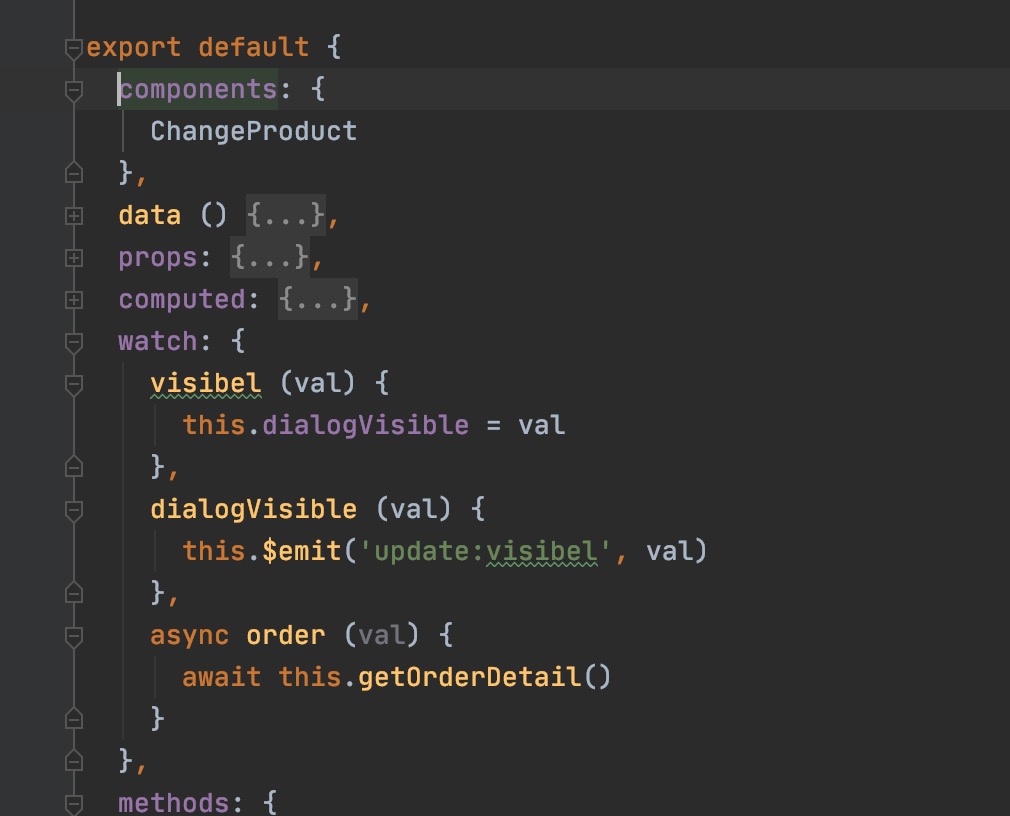 export default {
components: {
ChangeProduct
},
data () {...},
props: {...},
computed: {...},
watch: {
visibel (val) {
this.dialogVisible = val
},
dialogVisible (val) {
this.$emit('update:visibel', val)
},
async order (val) {
await this.getOrderDetail()
}
},
methods: {